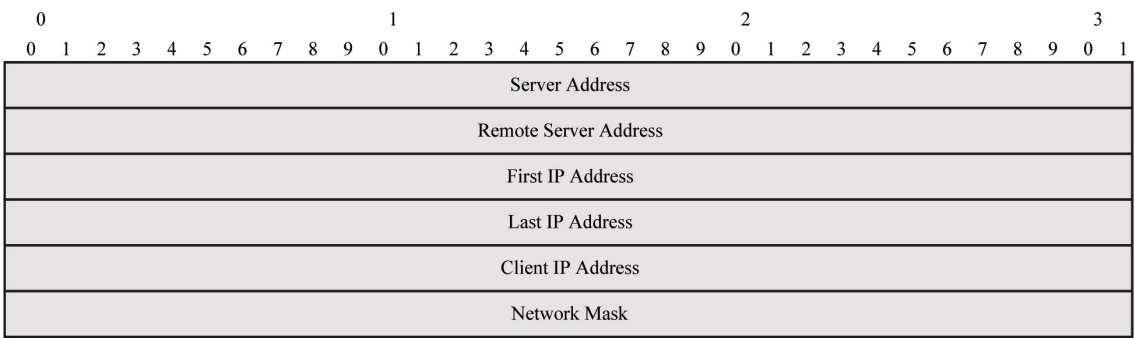 0 1 2 3
0 1 2 3 4 5 6 7 8 9 0 1 2 3 4 5 6 7 8 9 0 1 2 3 4 5 6 7 8 9 0 1
Server Address
Remote Server Address
First IP Address
Last IP Address
Client IP Address
Network Mask